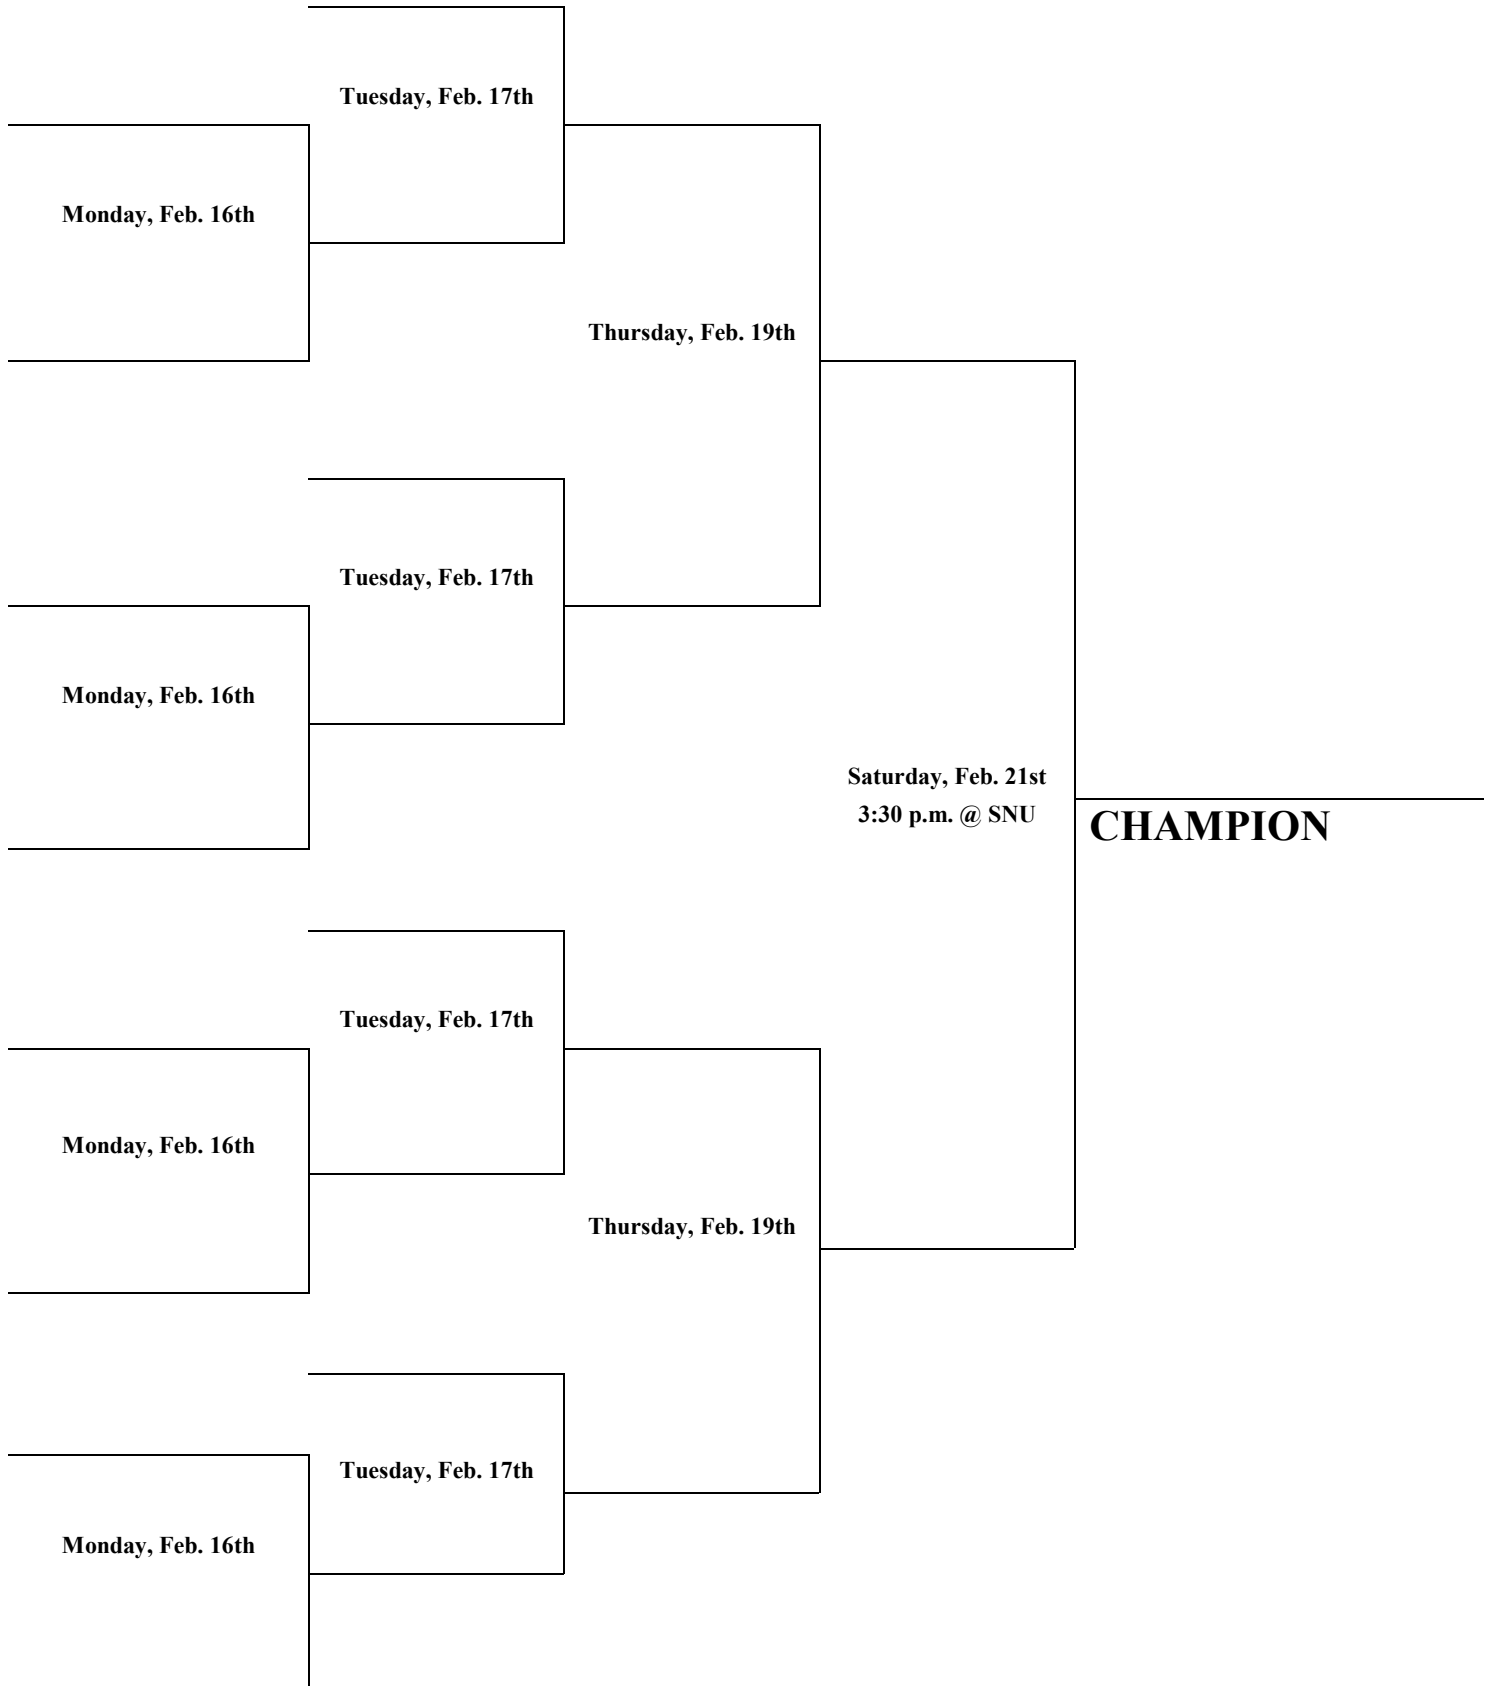 Tuesday, Feb. 17th
Monday, Feb. 16th
Thursday, Feb. 19th
Tuesday, Feb. 17th
Monday, Feb. 16th
Saturday, Feb. 21st
3:30 p.m. @ SNU
CHAMPION
Tuesday, Feb. 17th
Monday, Feb. 16th
Thursday, Feb. 19th
Tuesday, Feb. 17th
Monday, Feb. 16th